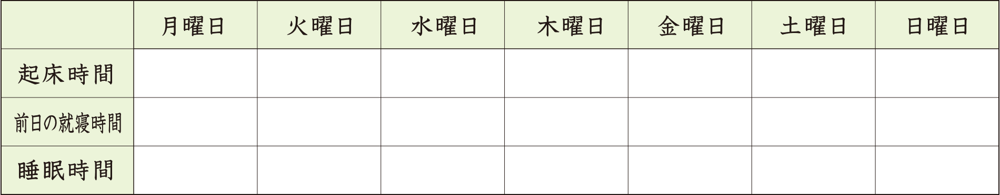 月曜日 火曜日 水曜日 木曜日 金曜日 土曜日 日曜日
起床時間
前日の就寝時間
睡眠時間